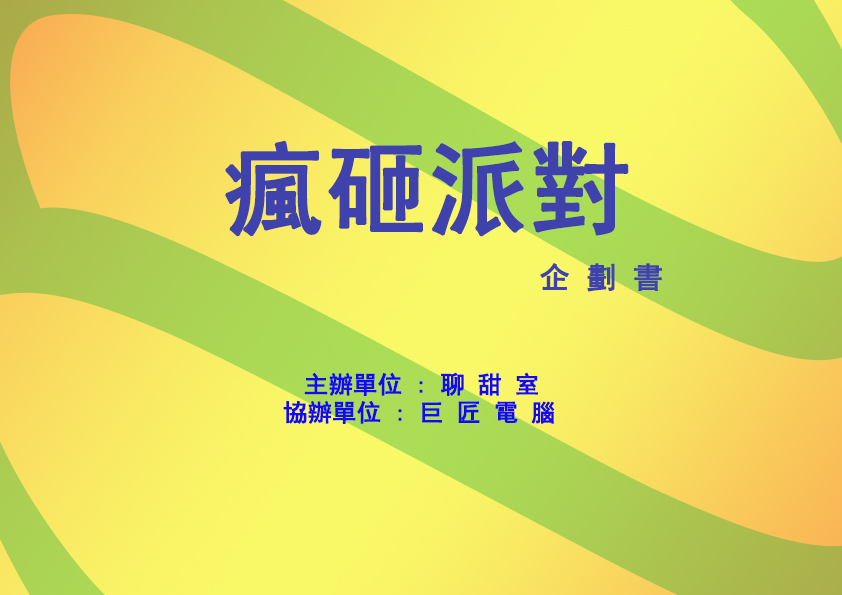 瘋砸派對
企 劃 書
主辦單位 ： 聊 甜 室
協辦單位 ： 巨 匠 電 腦